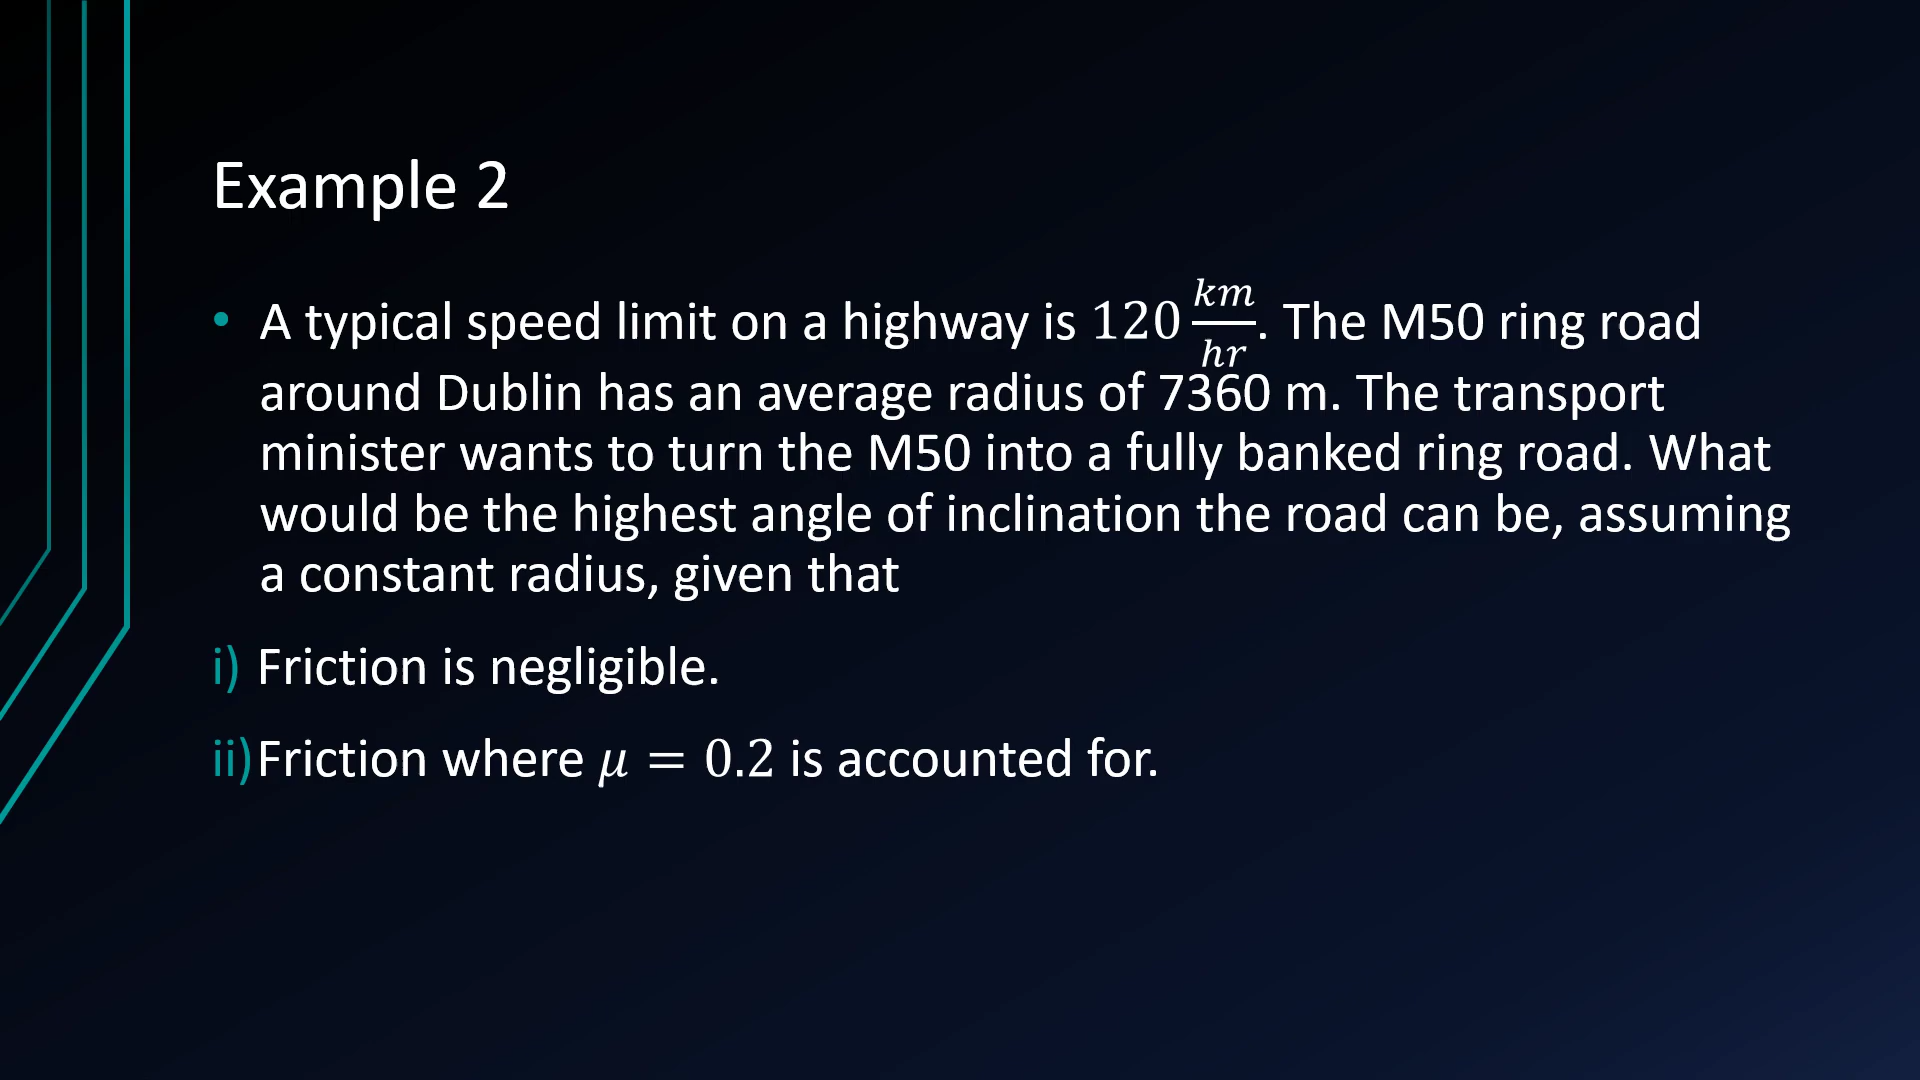 Example 2
• A typical speed limit on a highway is 120 km/hr. The M50 ring road
around Dublin has an average radius of 7360 m. The transport
minister wants to turn the M50 into a fully banked ring road. What
would be the highest angle of inclination the road can be, assuming
a constant radius, given that
i) Friction is negligible.
ii) Friction where μ = 0.2 is accounted for.